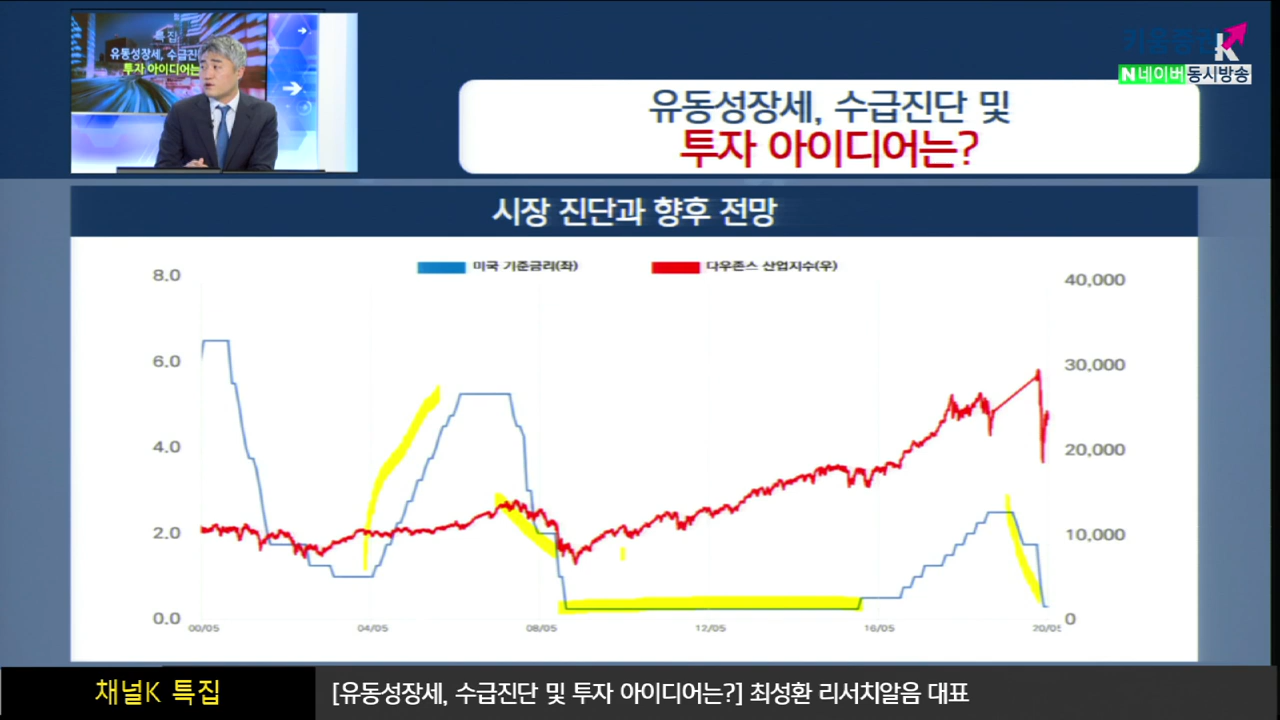 특집
유동성장세, 수급진
투자 아이디어는
키움증권
K
N 네이버 동시방송
유동성장세, 수급진단 및
투자 아이디어는?
시장 진단과 향후 전망
미국 기준금리(좌)
다우존스 산업지수(우)
8.0
6.0
4.0
2.0
0.0
40,000
30,000
20,000
10,000
0
00/05
04/05
08/05
12/05
16/05
20/05
채널K 특집
[유동성장세, 수급진단 및 투자 아이디어는?] 최성환 리서치알음 대표